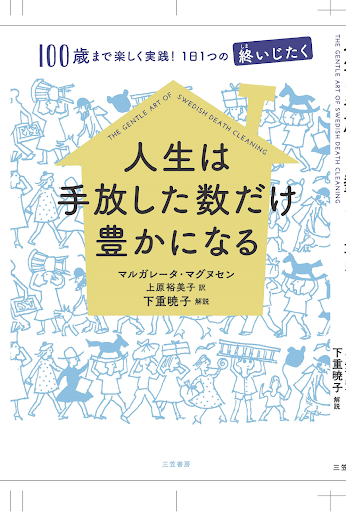 100歳まで楽しく実践! 1日1つの 終いじたく
しま
THE GENTLE ART OF SWEDISH DEATH CLEANING
人生は
手放した数だけ
豊かになる
マルガレータ・マグヌセン
上原裕美子 訳
下重暁子 解説
三笠書房
THE GENTLE ART OF SWEDISH DEATH CLEANING
下重暁子 解説
三